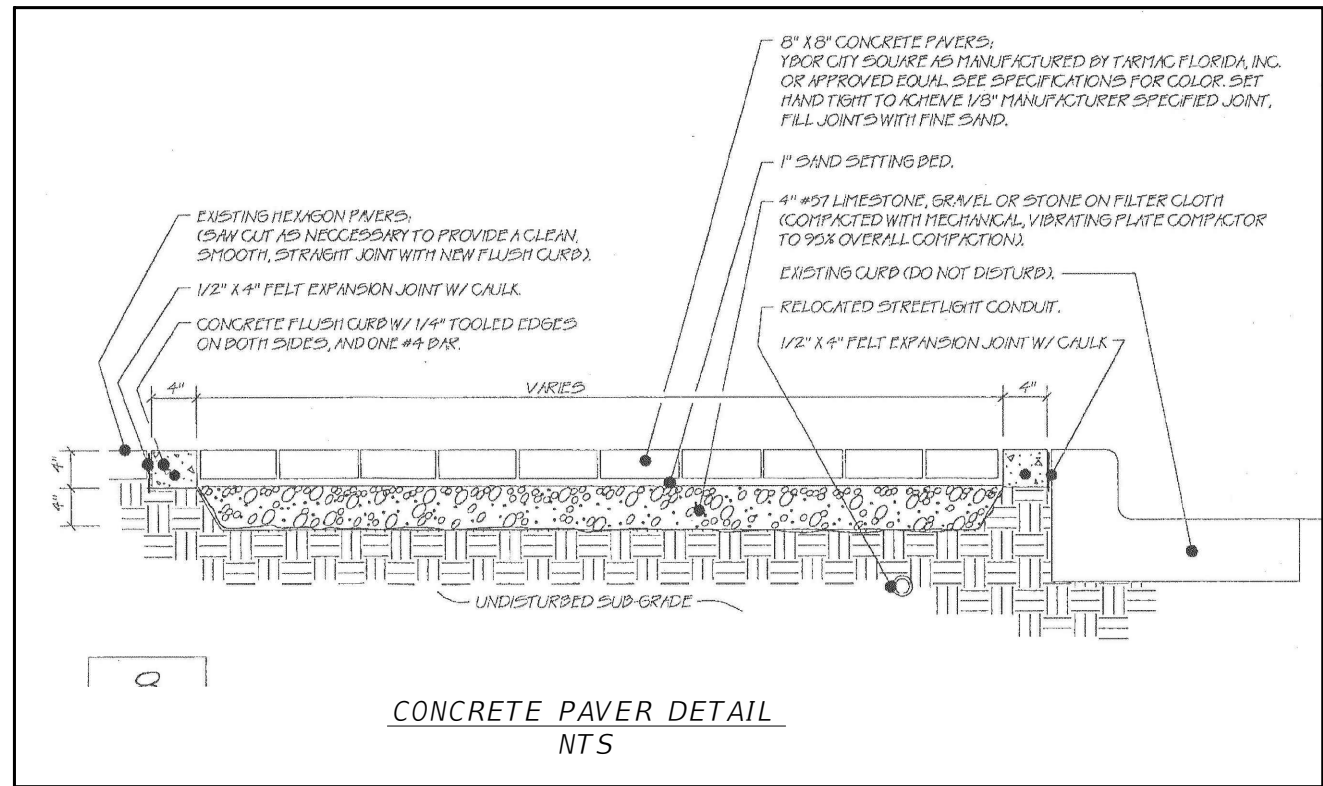 8" X 8" CONCRETE PAVERS;
YBOR CITY SQUARE AS MANUFACTURED BY TARMAC FLORIDA, INC.
OR APPROVED EQUAL. SEE SPECIFICATIONS FOR COLOR. SET
HAND TIGHT TO ACHIEVE 1/8" MANUFACTURER SPECIFIED JOINT,
FILL JOINTS WITH FINE SAND.
1" SAND SETTING BED.
4" #57 LIMESTONE, GRAVEL OR STONE ON FILTER CLOTH
(COMPACTED WITH MECHANICAL, VIBRATING PLATE COMPACTOR
TO 95% OVERALL COMPACTION).
EXISTING CURB (DO NOT DISTURB).
RELOCATED STREETLIGHT CONDUIT.
1/2" X 4" FELT EXPANSION JOINT W/ CAULK
EXISTING HEXAGON PAVERS;
(SAW CUT AS NECCESSARY TO PROVIDE A CLEAN,
SMOOTH, STRAIGHT JOINT WITH NEW FLUSH CURB).
1/2" X 4" FELT EXPANSION JOINT W/ CAULK.
CONCRETE FLUSH CURB W/ 1/4" TOOLED EDGES
ON BOTH SIDES, AND ONE #4 BAR.
4"
VARIES
4"
4"
4"
UNDISTURBED SUB-GRADE
CONCRETE PAVER DETAIL
NTS